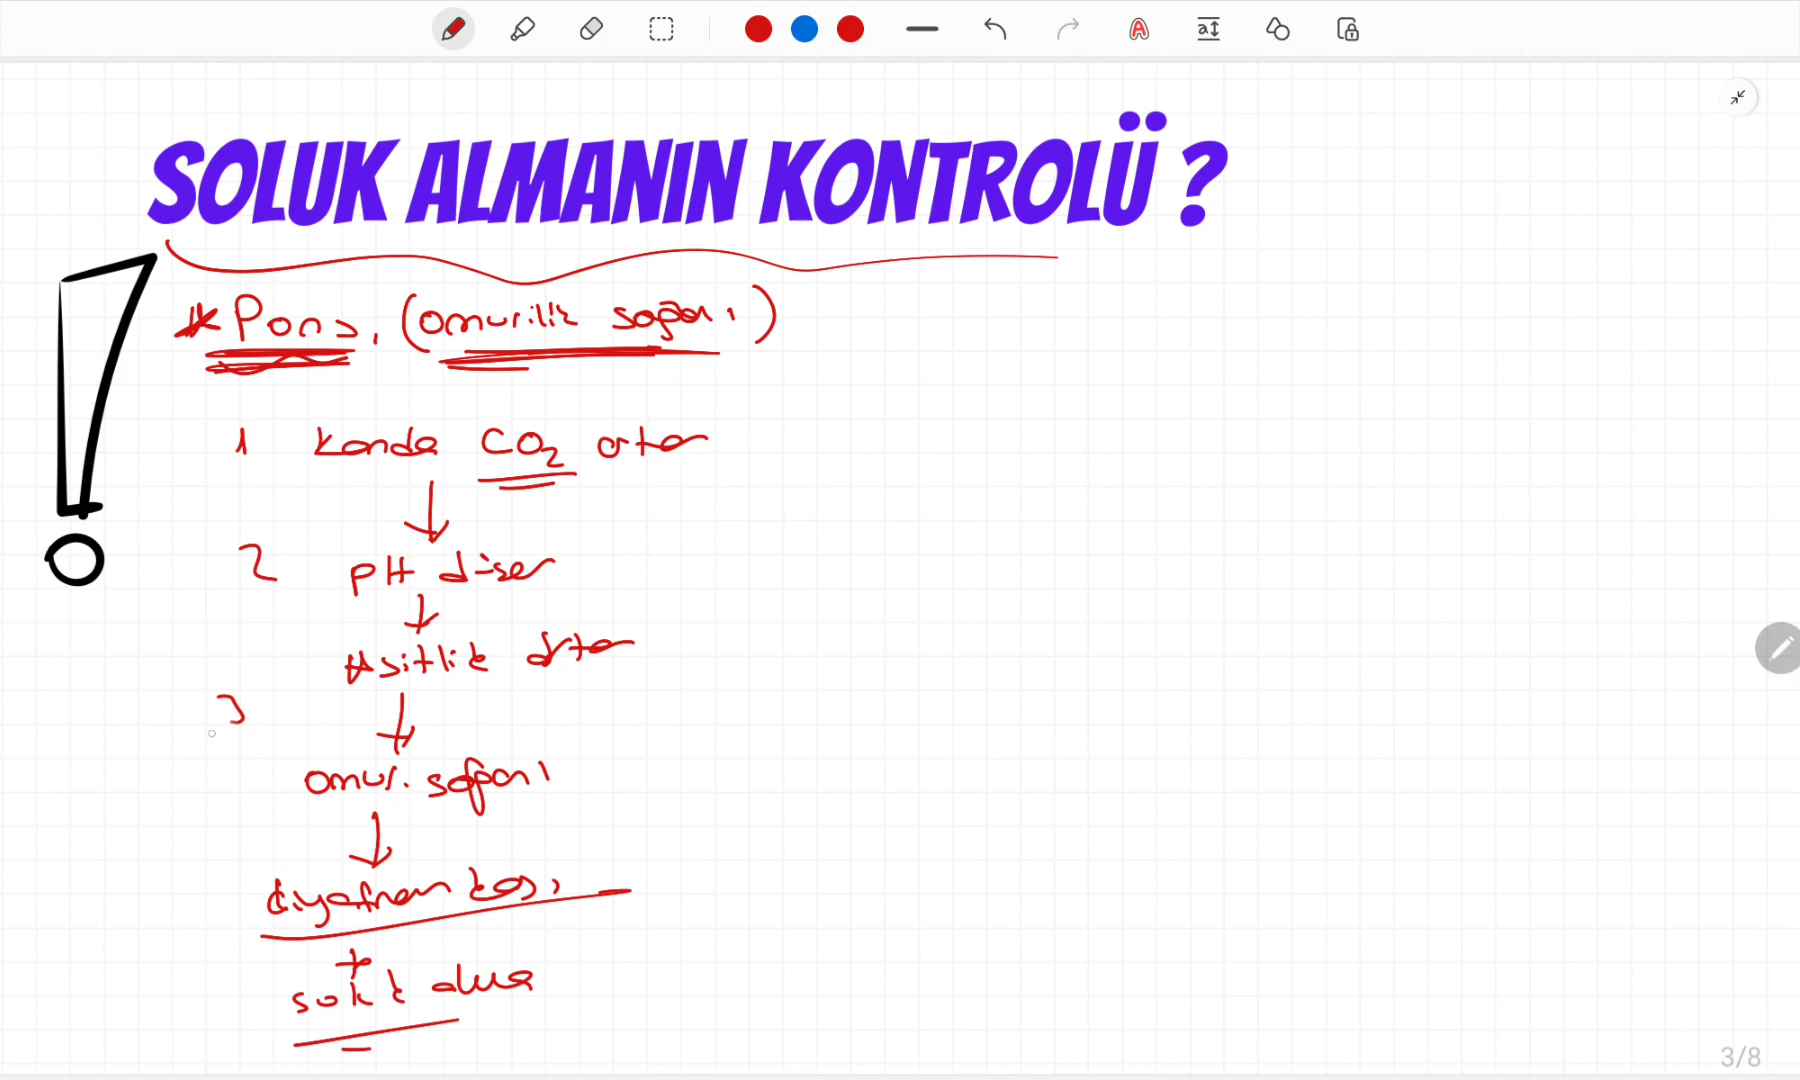 SOLUK ALMANIN KONTROLÜ ?
* Pons, (omurilik soğanı)
1 Kanda CO₂ artar
2 pH düşer
Asitlik artar
3
omur. soğanı
diyafram kas,
soluk alma
3/8